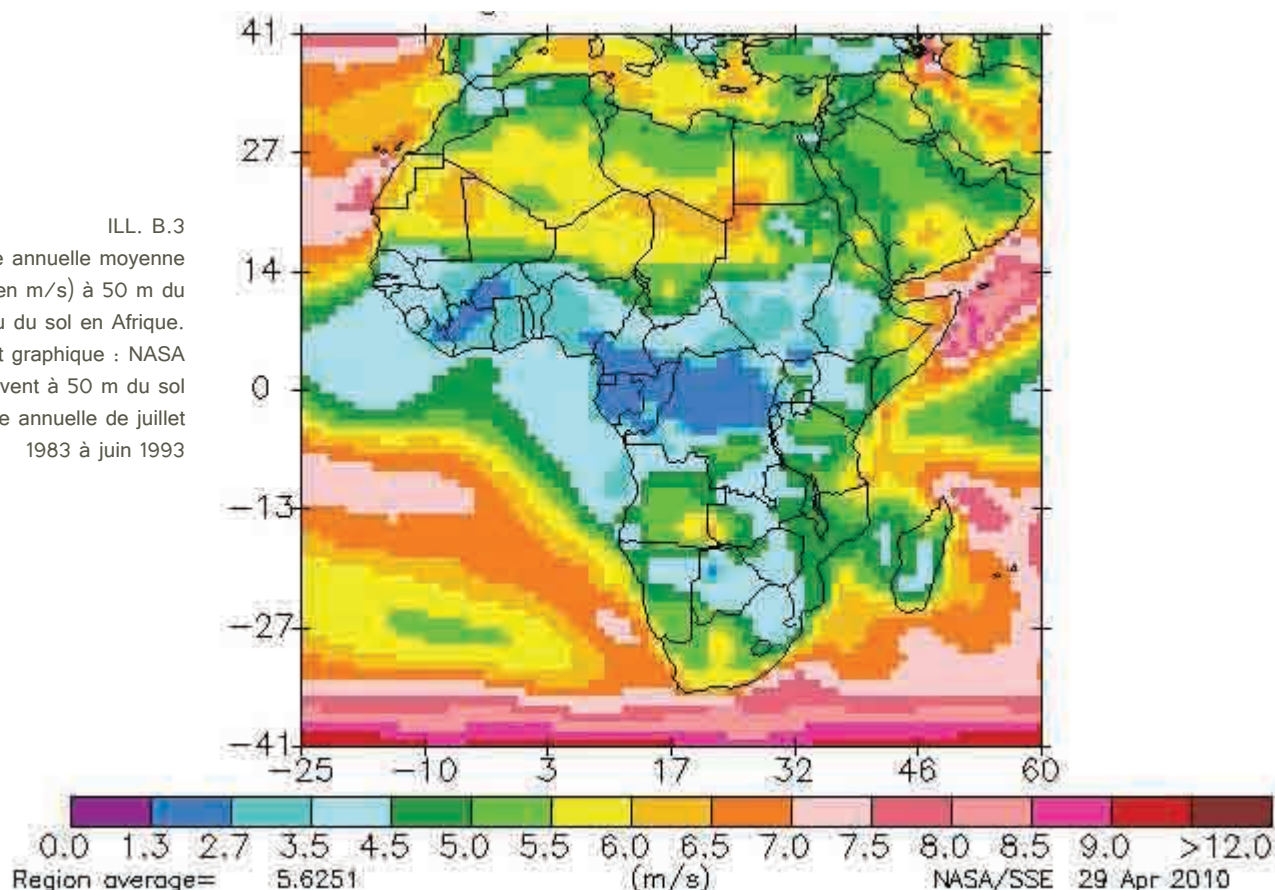 ILL. B.3
annuelle moyenne
en m/s) à 50 m du
du sol en Afrique.
graphique : NASA
vent à 50 m du sol
annuelle de juillet
1983 à juin 1993
41
27
14
0
-13
-27
-41
-25 -10 3 17 32 46 60
0.0 1.3 2.7 3.5 4.5 5.0 5.5 6.0 6.5 7.0 7.5 8.0 8.5 9.0 >12.0
Region average= 5.6251 (m/s) NASA/SSE 29 Apr 2010